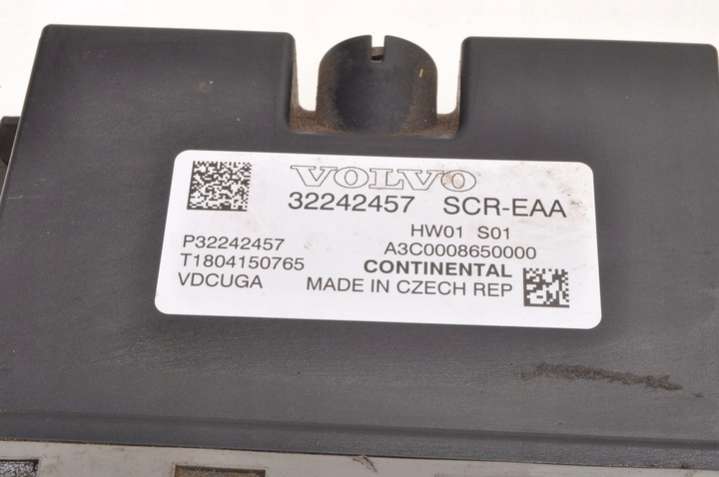 VOLVO
32242457 SCR-EAA
HW01 S01
P32242457 A3C0008650000
T1804150765 CONTINENTAL
VDCUGA MADE IN CZECH REP